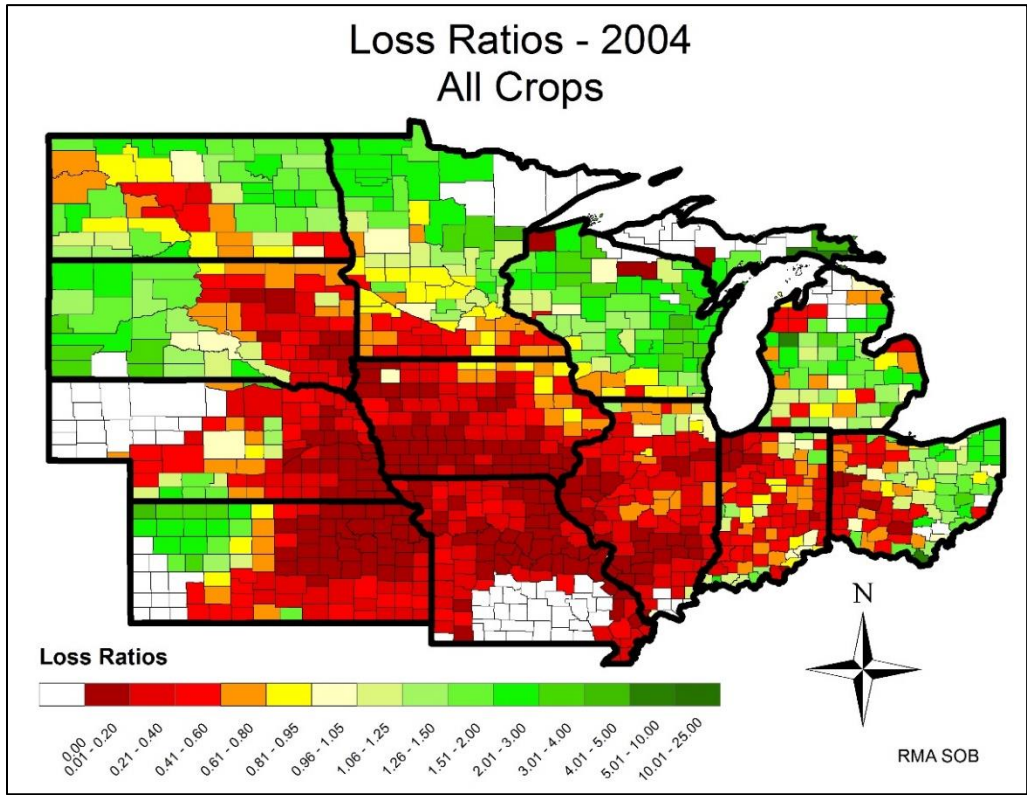 Loss Ratios - 2004
All Crops
N
Loss Ratios
0.00
0.01 - 0.20
0.21 - 0.40
0.41 - 0.60
0.61 - 0.80
0.81 - 0.95
0.96 - 1.05
1.06 - 1.25
1.26 - 1.50
1.51 - 2.00
2.01 - 3.00
3.01 - 4.00
4.01 - 5.00
5.01 - 10.00
10.01 - 25.00
RMA SOB